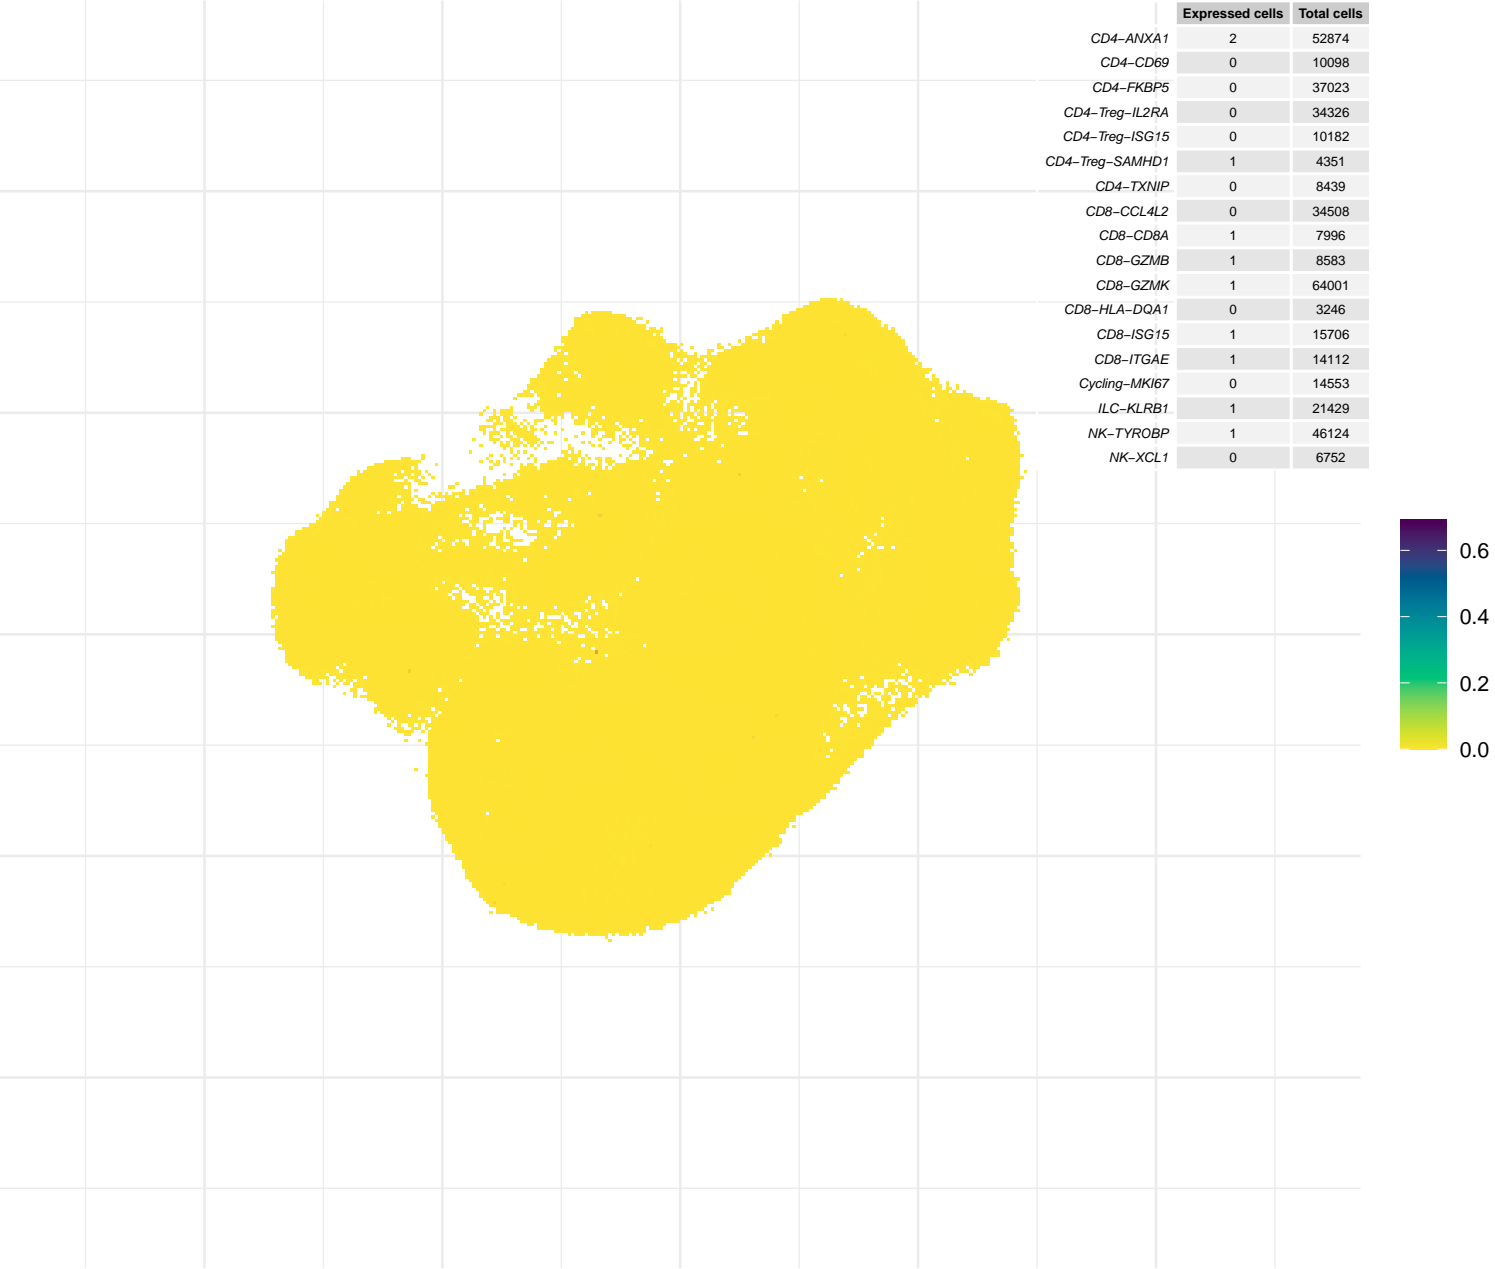 Expressed cells Total cells
CD4−ANXA1 2 52874
CD4−CD69 0 10098
CD4−FKBP5 0 37023
CD4−Treg−IL2RA 0 34326
CD4−Treg−ISG15 0 10182
CD4−Treg−SAMHD1 1 4351
CD4−TXNIP 0 8439
CD8−CCL4L2 0 34508
CD8−CD8A 1 7996
CD8−GZMB 1 8583
CD8−GZMK 1 64001
CD8−HLA−DQA1 0 3246
CD8−ISG15 1 15706
CD8−ITGAE 1 14112
Cycling−MKI67 0 14553
ILC−KLRB1 1 21429
NK−TYROBP 1 46124
NK−XCL1 0 6752
0.6
0.4
0.2
0.0